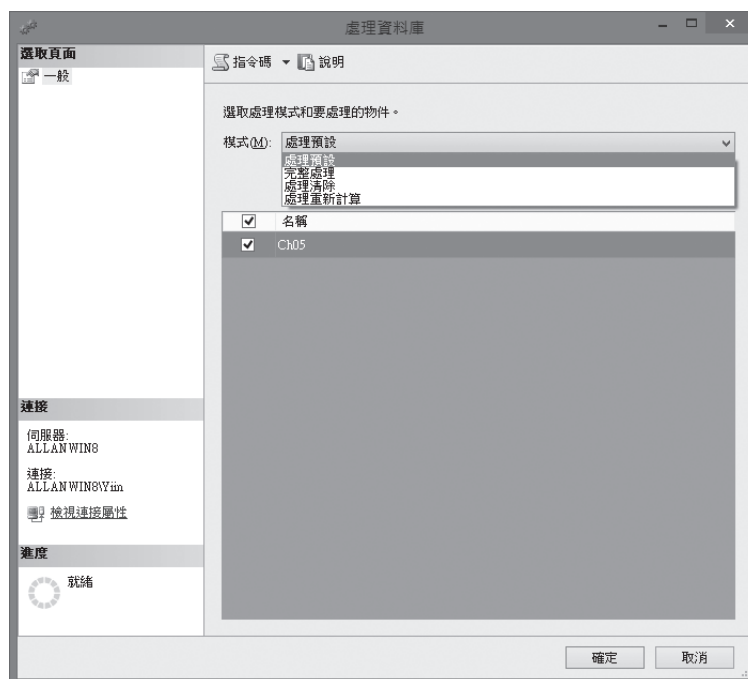 處理資料庫
選取頁面
一般
指令碼 說明
選取處理模式和要處理的物件。
模式(M): 處理預設
處理預設
完整處理
處理清除
處理重新計算
名稱
Ch05
連接
伺服器:
ALLANWIN8
連接:
ALLANWIN8\Yiin
檢視連接屬性
進度
就緒
確定 取消